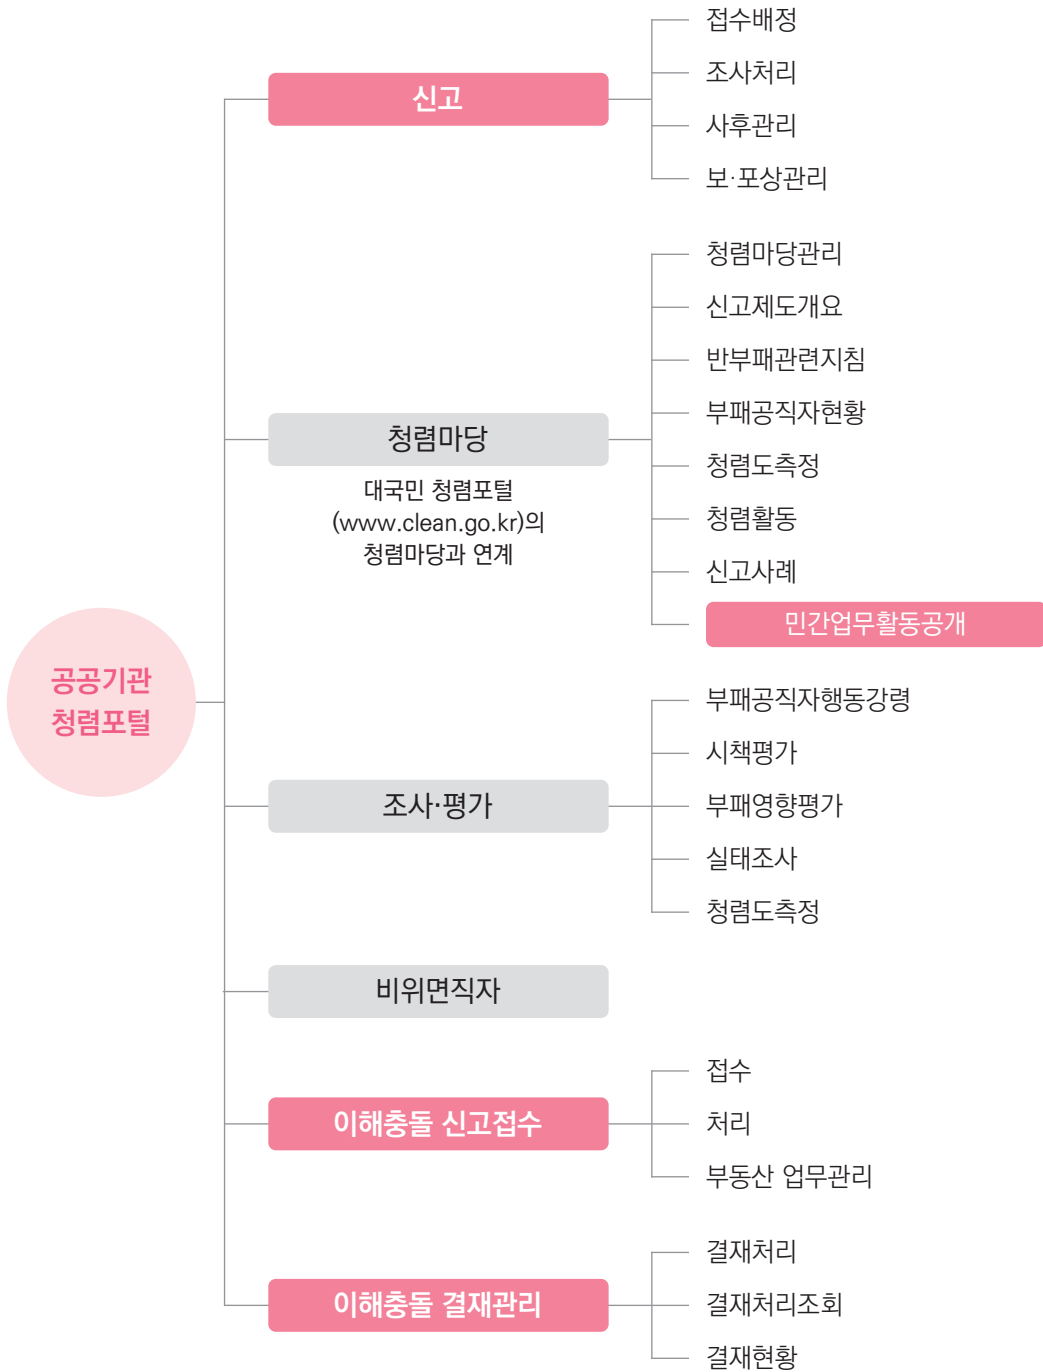 공공기관
청렴포털
신고
접수배정
조사처리
사후관리
보·포상관리
청렴마당
대국민 청렴포털
(www.clean.go.kr)의
청렴마당과 연계
청렴마당관리
신고제도개요
반부패관련지침
부패공직자현황
청렴도측정
청렴활동
신고사례
민간업무활동공개
조사·평가
부패공직자행동강령
시책평가
부패영향평가
실태조사
청렴도측정
비위면직자
이해충돌 신고접수
접수
처리
부동산 업무관리
이해충돌 결재관리
결재처리
결재처리조회
결재현황